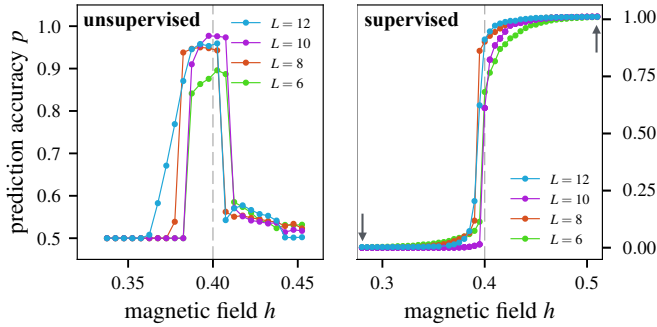 unsupervised
L = 12
L = 10
L = 8
L = 6
1.0
0.9
0.8
0.7
0.6
0.5
prediction accuracy p
0.35
0.40
0.45
magnetic field h
supervised
L = 12
L = 10
L = 8
L = 6
1.00
0.75
0.50
0.25
0.00
0.3
0.4
0.5
magnetic field h